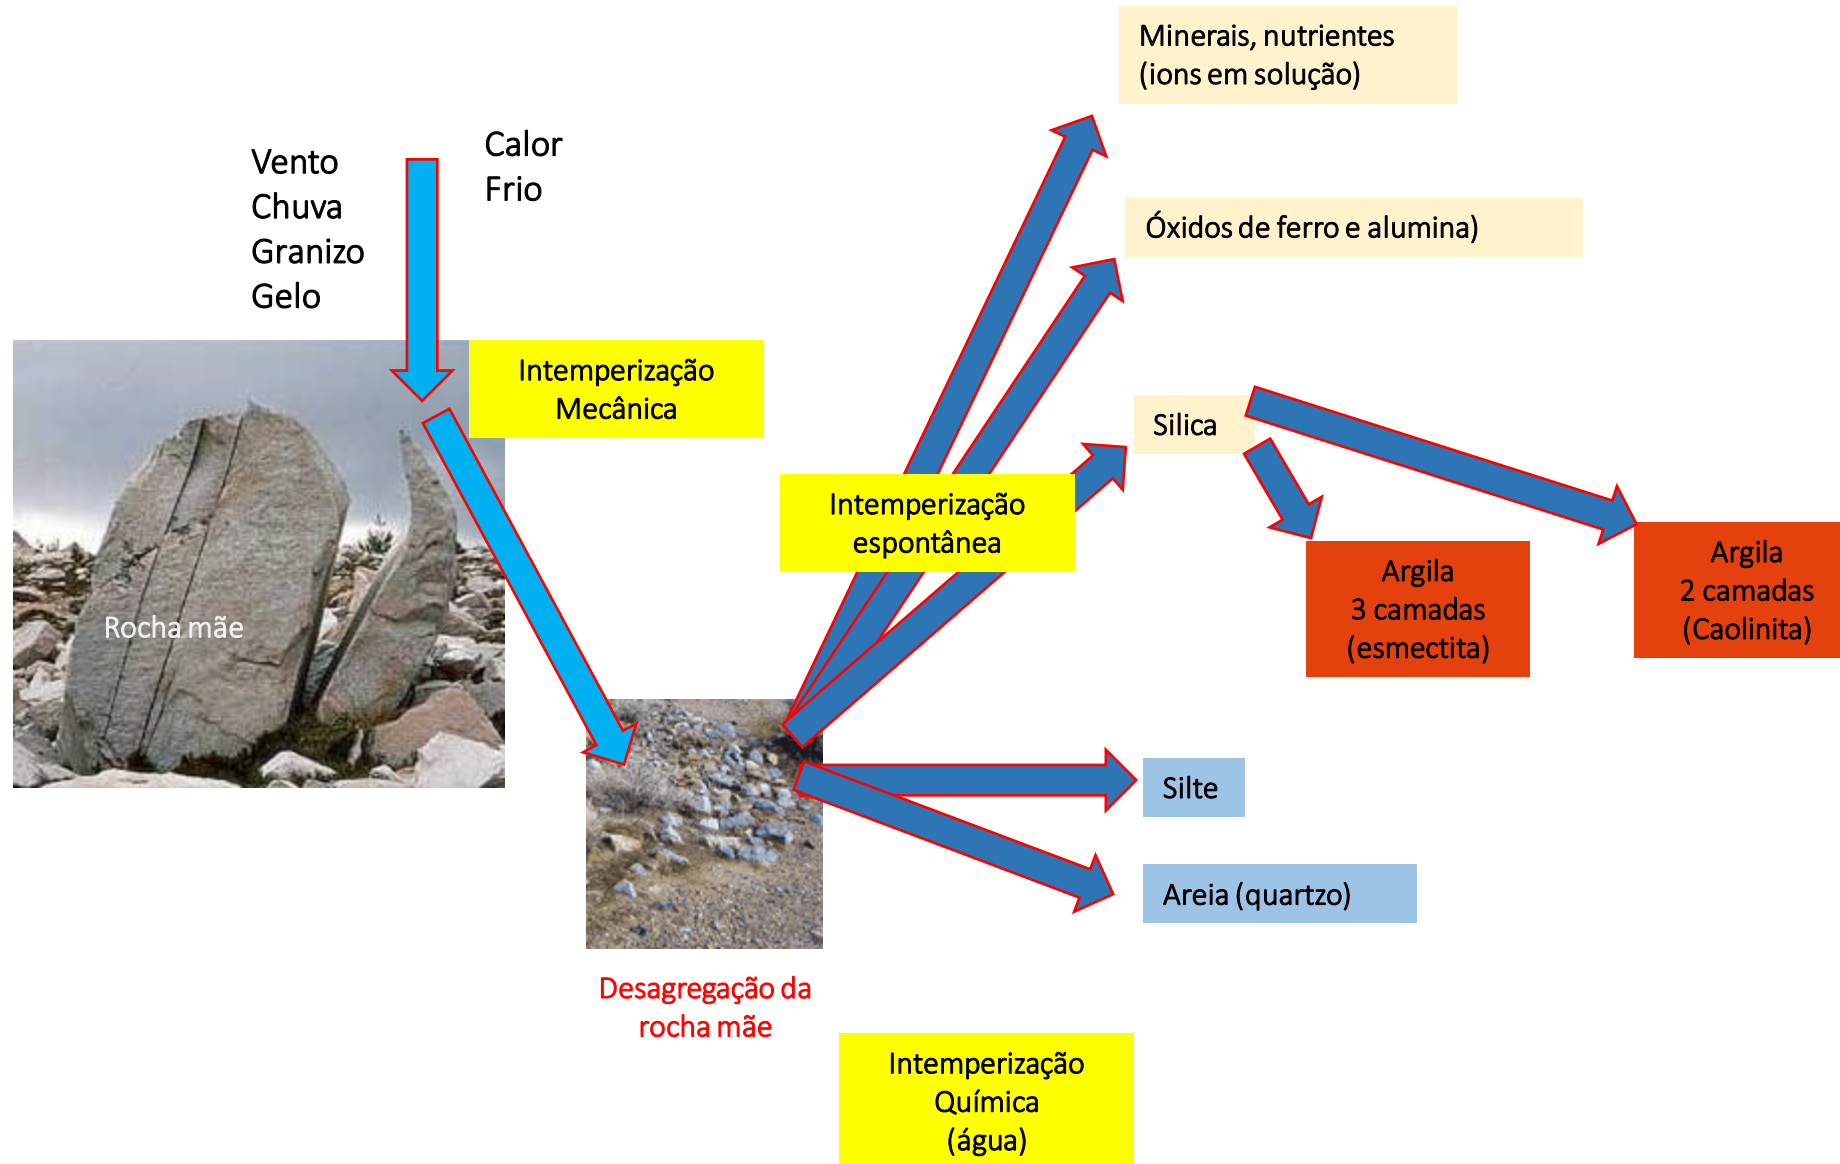 Minerais, nutrientes
(ions em solução)
Calor
Frio
Vento
Chuva
Granizo
Gelo
Óxidos de ferro e alumina)
Intemperização
Mecânica
Silica
Intemperização
espontânea
Argila
3 camadas
(esmectita)
Argila
2 camadas
(Caolinita)
Rocha mãe
Silte
Areia (quartzo)
Desagregação da
rocha mãe
Intemperização
Química
(água)